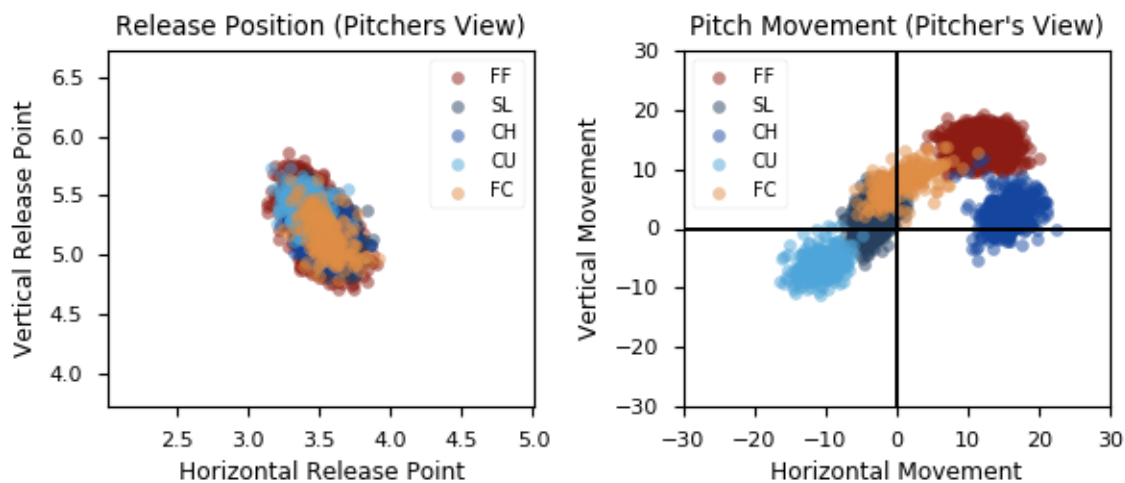 Release Position (Pitchers View)
6.5
6.0
5.5
5.0
4.5
4.0
Vertical Release Point
FF
SL
CH
CU
FC
2.5 3.0 3.5 4.0 4.5 5.0
Horizontal Release Point
Pitch Movement (Pitcher's View)
30
20
10
0
−10
−20
−30
Vertical Movement
FF
SL
CH
CU
FC
−30 −20 −10 0 10 20 30
Horizontal Movement